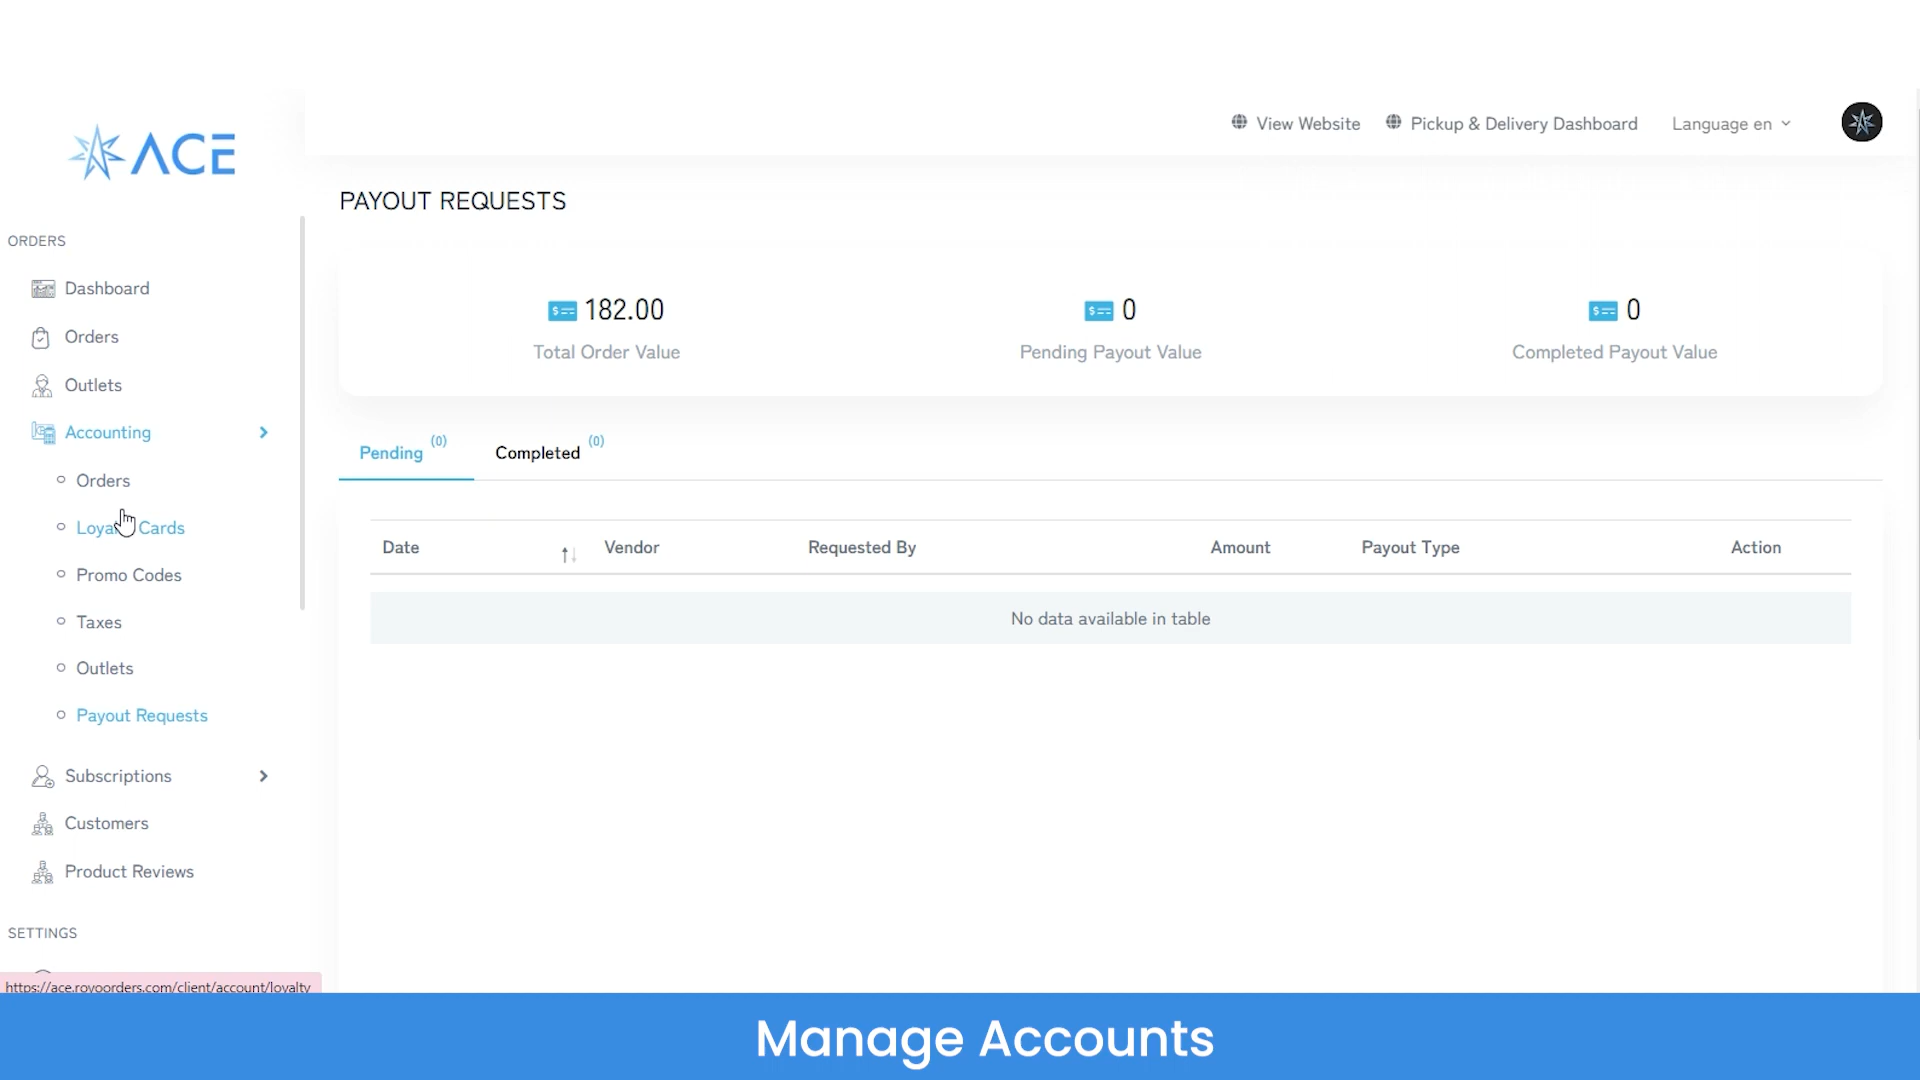 ACE
View Website
Pickup & Delivery Dashboard
Language en
PAYOUT REQUESTS
ORDERS
Dashboard
Orders
Outlets
Accounting
Orders
Cards
Promo Codes
Taxes
Outlets
Payout Requests
Subscriptions
Customers
Product Reviews
SETTINGS
https://ace.royoorders.com/client/account/loyalty
182.00
Total Order Value
0
Pending Payout Value
0
Completed Payout Value
Pending (0)
Completed (0)
Date
Vendor
Requested By
Amount
Payout Type
Action
No data available in table
Manage Accounts